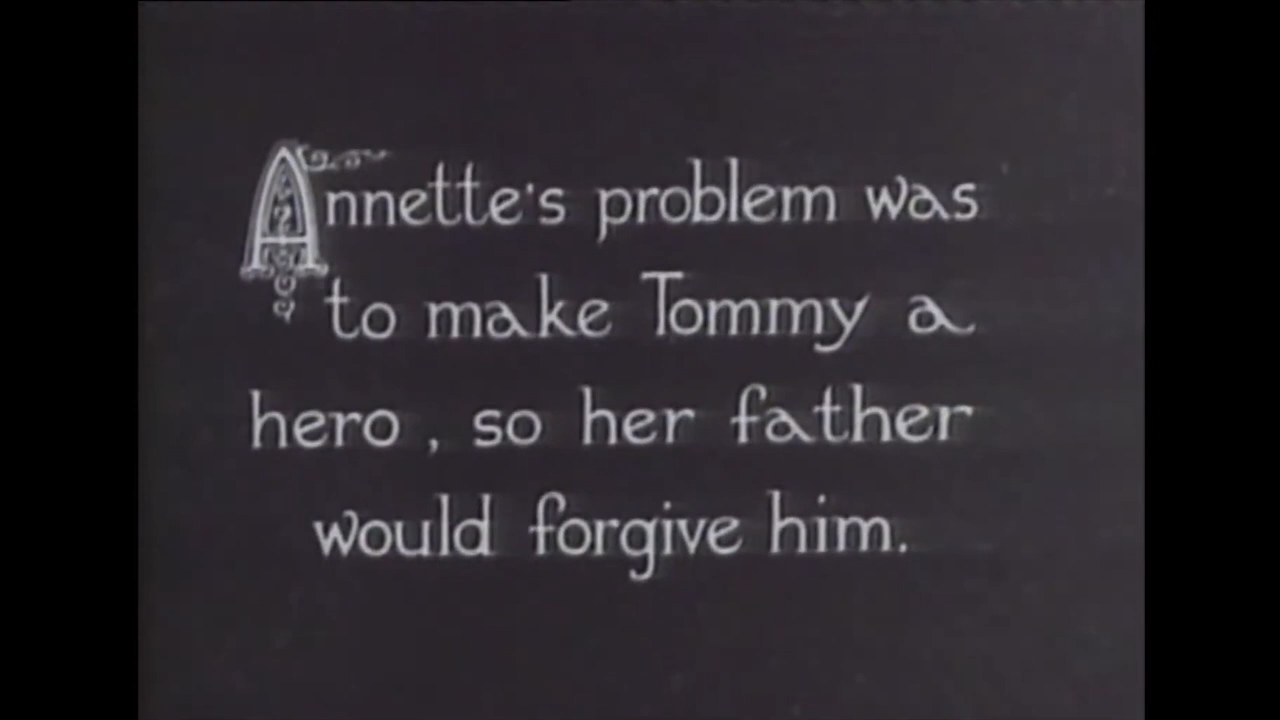 Annette's problem was
to make Tommy a
hero, so her father
would forgive him.